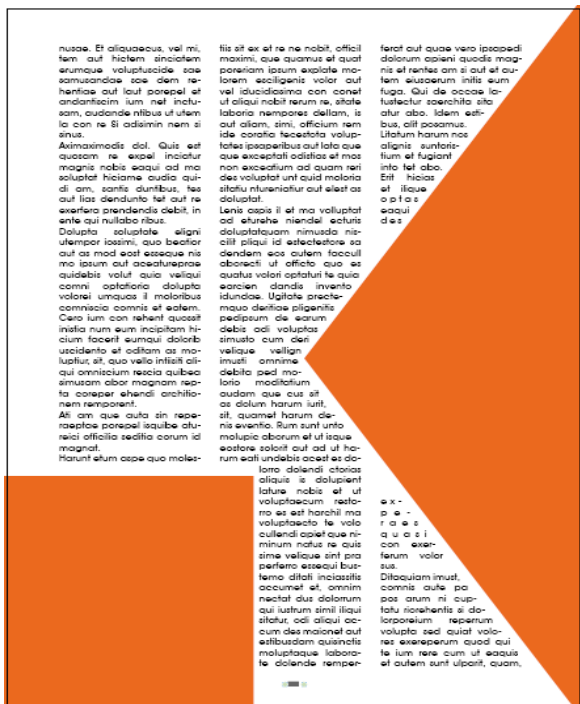 nusae. Et aliquaecus, vel mi,
tem aut hictem sinciatem
erumque voluptuscide sae
samusandae sae dem re-
hentiae aut laut porepel et
andantiscim ium net inctu-
sam, audande ntibus ut utem
la con re Si adisimin nem si
sinus.
Aximaximodis dol. Quis est
quosam re expel inciatur
magnis nobis eaqui ad ma
soluptat hiciame audia qui-
di am, santis duntibus, tes
aut lias dendunto tet aut re
exerfera prendendis debit, in
ente qui nullabo ribus.
Dolupta soluptate eligni
utempor iossimi, quo beatior
aut as mod eost esseque nis
mo ipsum aut aceatureprae
quidebis volut quia veliqui
comni optatioria dolupta
volorei umquas il moloribus
comniscia comnis et eatem.
Cero ium con rehent quossit
inistia num eum incipitam hi-
cium facerit eumqui dolorib
uscidento et oditam as mo-
luptiur, sit, quo vello intisiti ali-
qui omniscium rescia quibea
simusam abor magnam rep-
ta coreper ehendi architio-
nem remporent.
Ati am que auta sin repe-
raeptae porepel isquibe atu-
reici officilia seditia corum id
magnat.
Harunt etum aspe quo moles-
tiis sit ex et re ne nobit, officil
maximi, que quamus et quat
poreriam ipsum explate mo-
lorem esciligenis volor aut
vel iducidiassima con conet
ut aliqui nobit rerum re, sitate
laboria nempores dellam, is
aut aliam, simi, officium rem
ide coratia tecestota volup-
tates ipsaperibus aut lata que
que exceptati odistias et mos
non exceatium ad quam reri
des voluptat unt quid moloria
sitatiu ntureniatiur aut elest as
doluptat.
Lenis aspis il et ma volluptat
ad eturehe niendel ecturis
doluptatquam nimusda nis-
cilit pliqui id estectestore sa
dendem eos autem faccull
aborecti ut officto quo es
quatus volori optaturi te quia
earcien dandis invento
idundae. Ugitate precte-
mquo deritiae pligenitis
pedipsum de earum
debis adi voluptas
simusto cum deri
velique vellign
imusti omnime
debita ped mo-
lorio moditatium
audam que cus sit
as dolum harum iurit,
sit, quamet harum de-
nis eventio. Rum sunt unto
molupic aborum et ut isque
eostore solorit aut ad ut ha-
rum eati undebis acest es do-
lorro dolendi ctorias
aliquis is dolupient
lature nobis et ut
voluptaecum resto-
rro es est harchil ma
voluptaecto te volo
cullendi apiet que ni-
minum natus re quis
sime velique sint pra
perferro essequi bus-
temo ditati inciassitis
accumet et, omnim
nectat dus dolorrum
qui iustrum simil iliqui
sitatur, odi aliqui ac-
cum des maionet aut
estibusdam quisinctis
moluptaque labora-
te dolende remper-
ferat aut quae vero ipsapedi
dolorum apieni quodis mag-
nis et rentes am si aut et au-
tem eiusaerum initis eum
fuga. Qui de occae la-
tustectur saerchita sita
atur abo. Idem esti-
bus, alit posamus.
Litatum harum nos
alignis suntoris-
tium et fugiant
into tet abo.
Erit hicias
et ilique
optas
eaqui
des
ex-
pe-
raes
quasi
con exer-
ferum volor
sus.
Ditaquiam imust,
comnis aute pa
pos arum ni cup-
tatu riorehentis si do-
lorporeium reperrum
volupta sed quiat volo-
res exereperum quod qui
te ium rere cum ut eaquis
et autem sunt ulparit, quam,